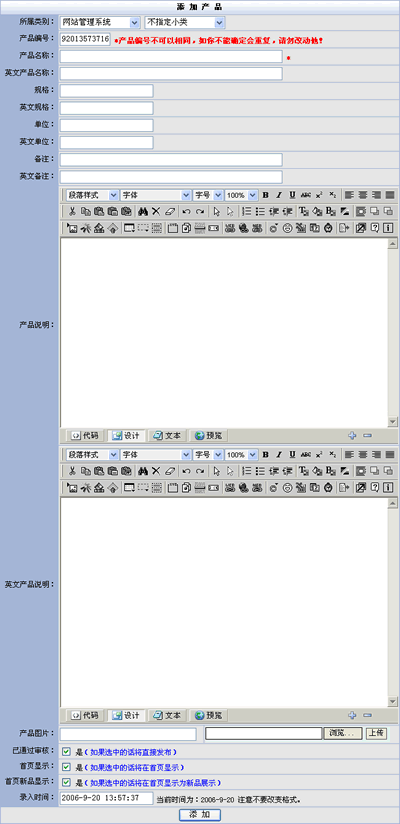 添 加 产 品
所属类别： 网站管理系统 不指定小类
产品编号： 92013573716 *产品编号不可以相同，如你不能确定会重复，请勿改动他！
产品名称： *
英文产品名称：
规格：
英文规格：
单位：
英文单位：
备注：
英文备注：
段落样式 字体 字号 100% B I U ABC x² x₂
产品说明：
代码 设计 文本 预览
段落样式 字体 字号 100% B I U ABC x² x₂
英文产品说明：
代码 设计 文本 预览
产品图片： 浏览... 上传
已通过审核： 是（如果选中的话将直接发布）
首页显示： 是（如果选中的话将在首页显示）
首页新品显示： 是（如果选中的话将在首页显示为新品展示）
录入时间： 2006-9-20 13:57:37 当前时间为：2006-9-20 注意不要改变格式。
添 加